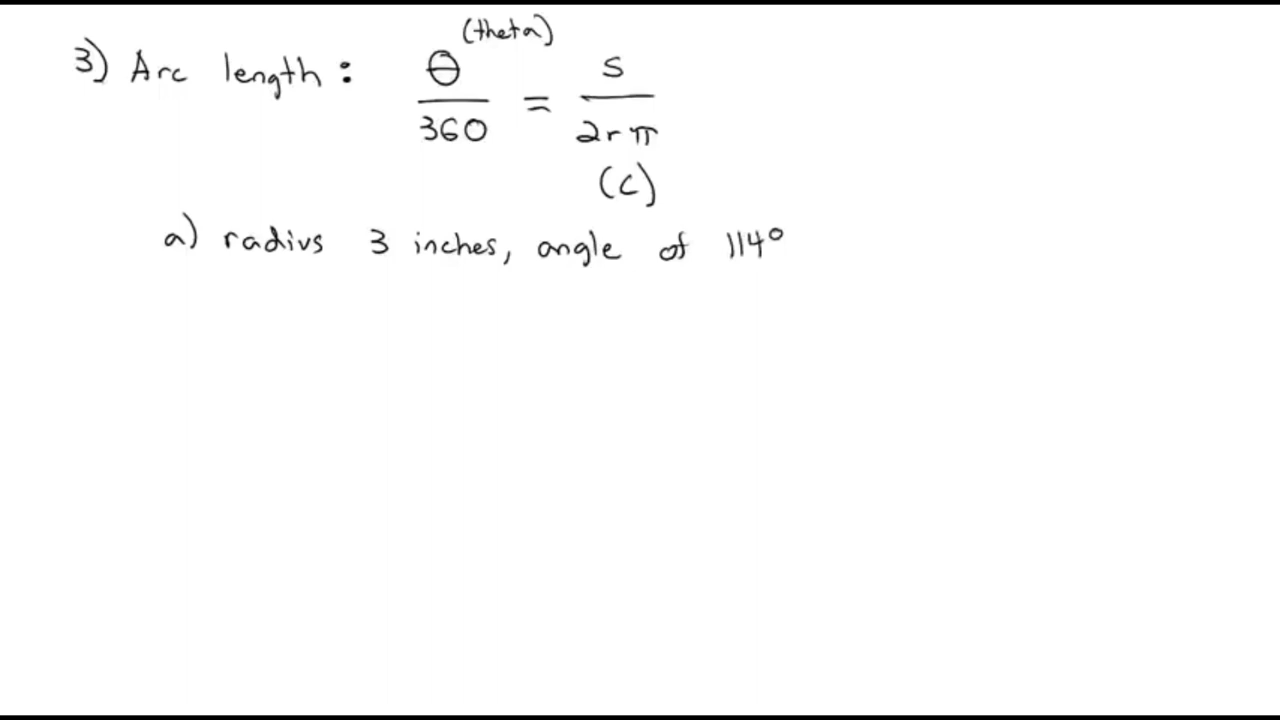 (theta)
3) Arc length: θ/360 = s/2rπ
(c)
a) radius 3 inches, angle of 114°